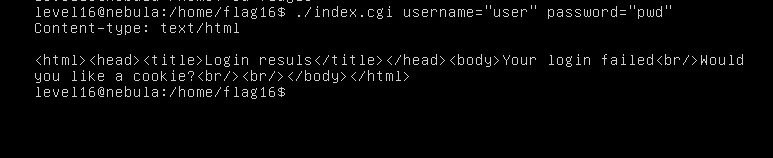 level16@nebula:/home/flag16$ ./index.cgi username="user" password="pwd"
Content-type: text/html
<html><head><title>Login resuls</title></head><body>Your login failed<br/>Would
you like a cookie?<br/><br/></body></html>
level16@nebula:/home/flag16$